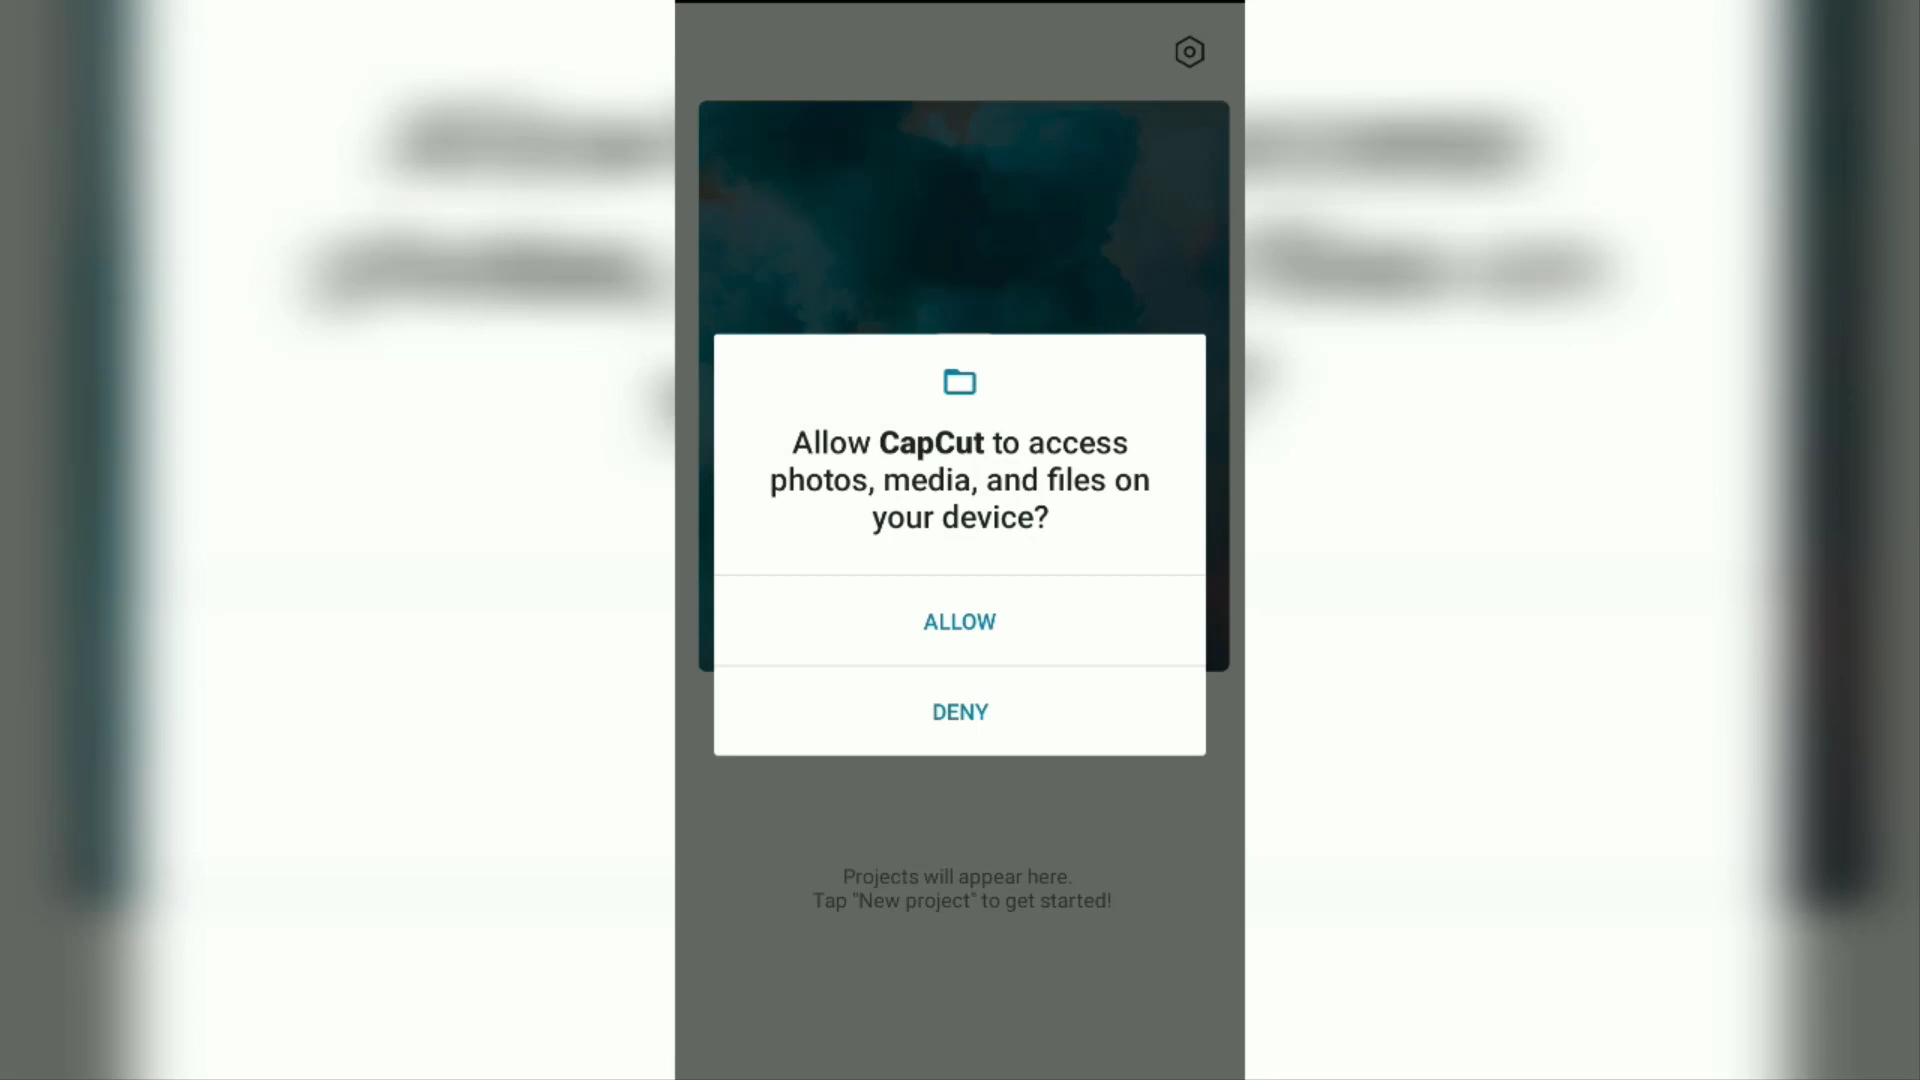 Allow CapCut to access
photos, media, and files on
your device?
ALLOW
DENY
Projects will appear here.
Tap "New project" to get started!